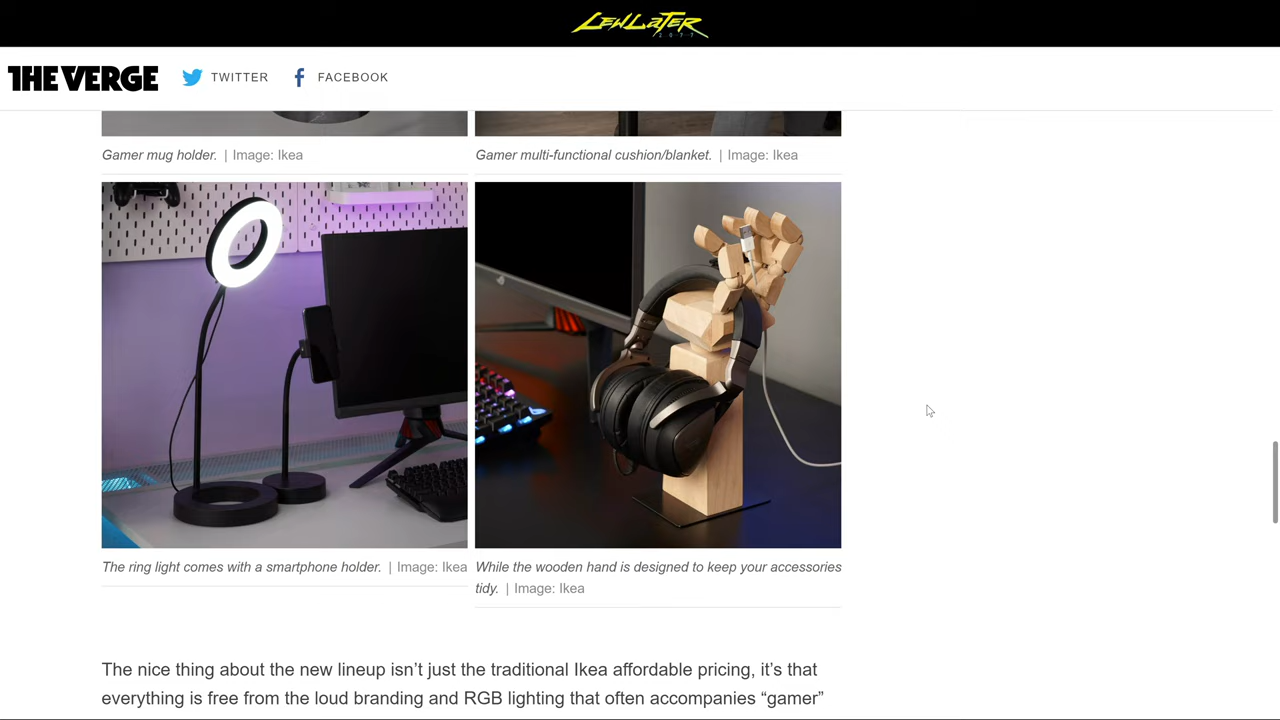 LEWLATER
2077
THE VERGE
TWITTER
FACEBOOK
Gamer mug holder. | Image: Ikea
Gamer multi-functional cushion/blanket. | Image: Ikea
The ring light comes with a smartphone holder. | Image: Ikea
While the wooden hand is designed to keep your accessories
tidy. | Image: Ikea
The nice thing about the new lineup isn’t just the traditional Ikea affordable pricing, it’s that
everything is free from the loud branding and RGB lighting that often accompanies “gamer”